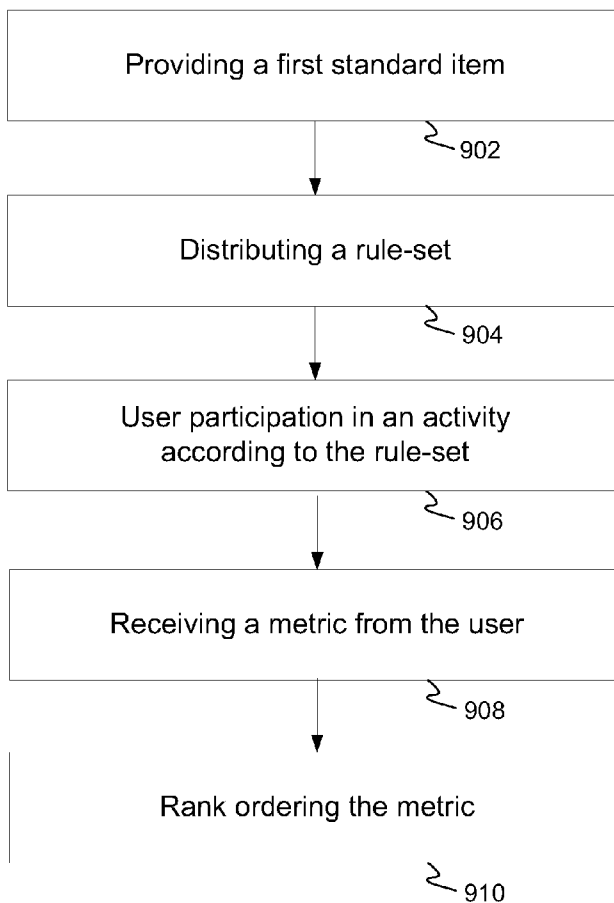 Providing a first standard item
902
Distributing a rule-set
904
User participation in an activity
according to the rule-set
906
Receiving a metric from the user
908
Rank ordering the metric
910